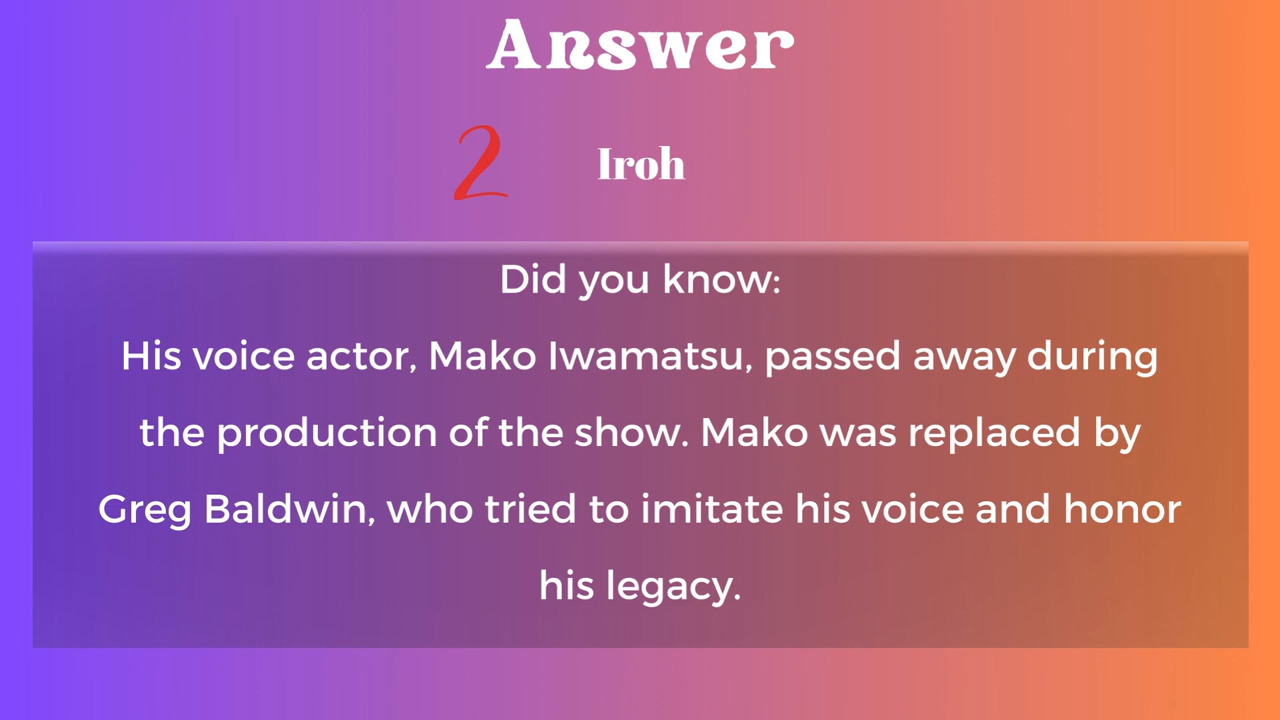 Answer
2 Iroh
Did you know:
His voice actor, Mako Iwamatsu, passed away during
the production of the show. Mako was replaced by
Greg Baldwin, who tried to imitate his voice and honor
his legacy.